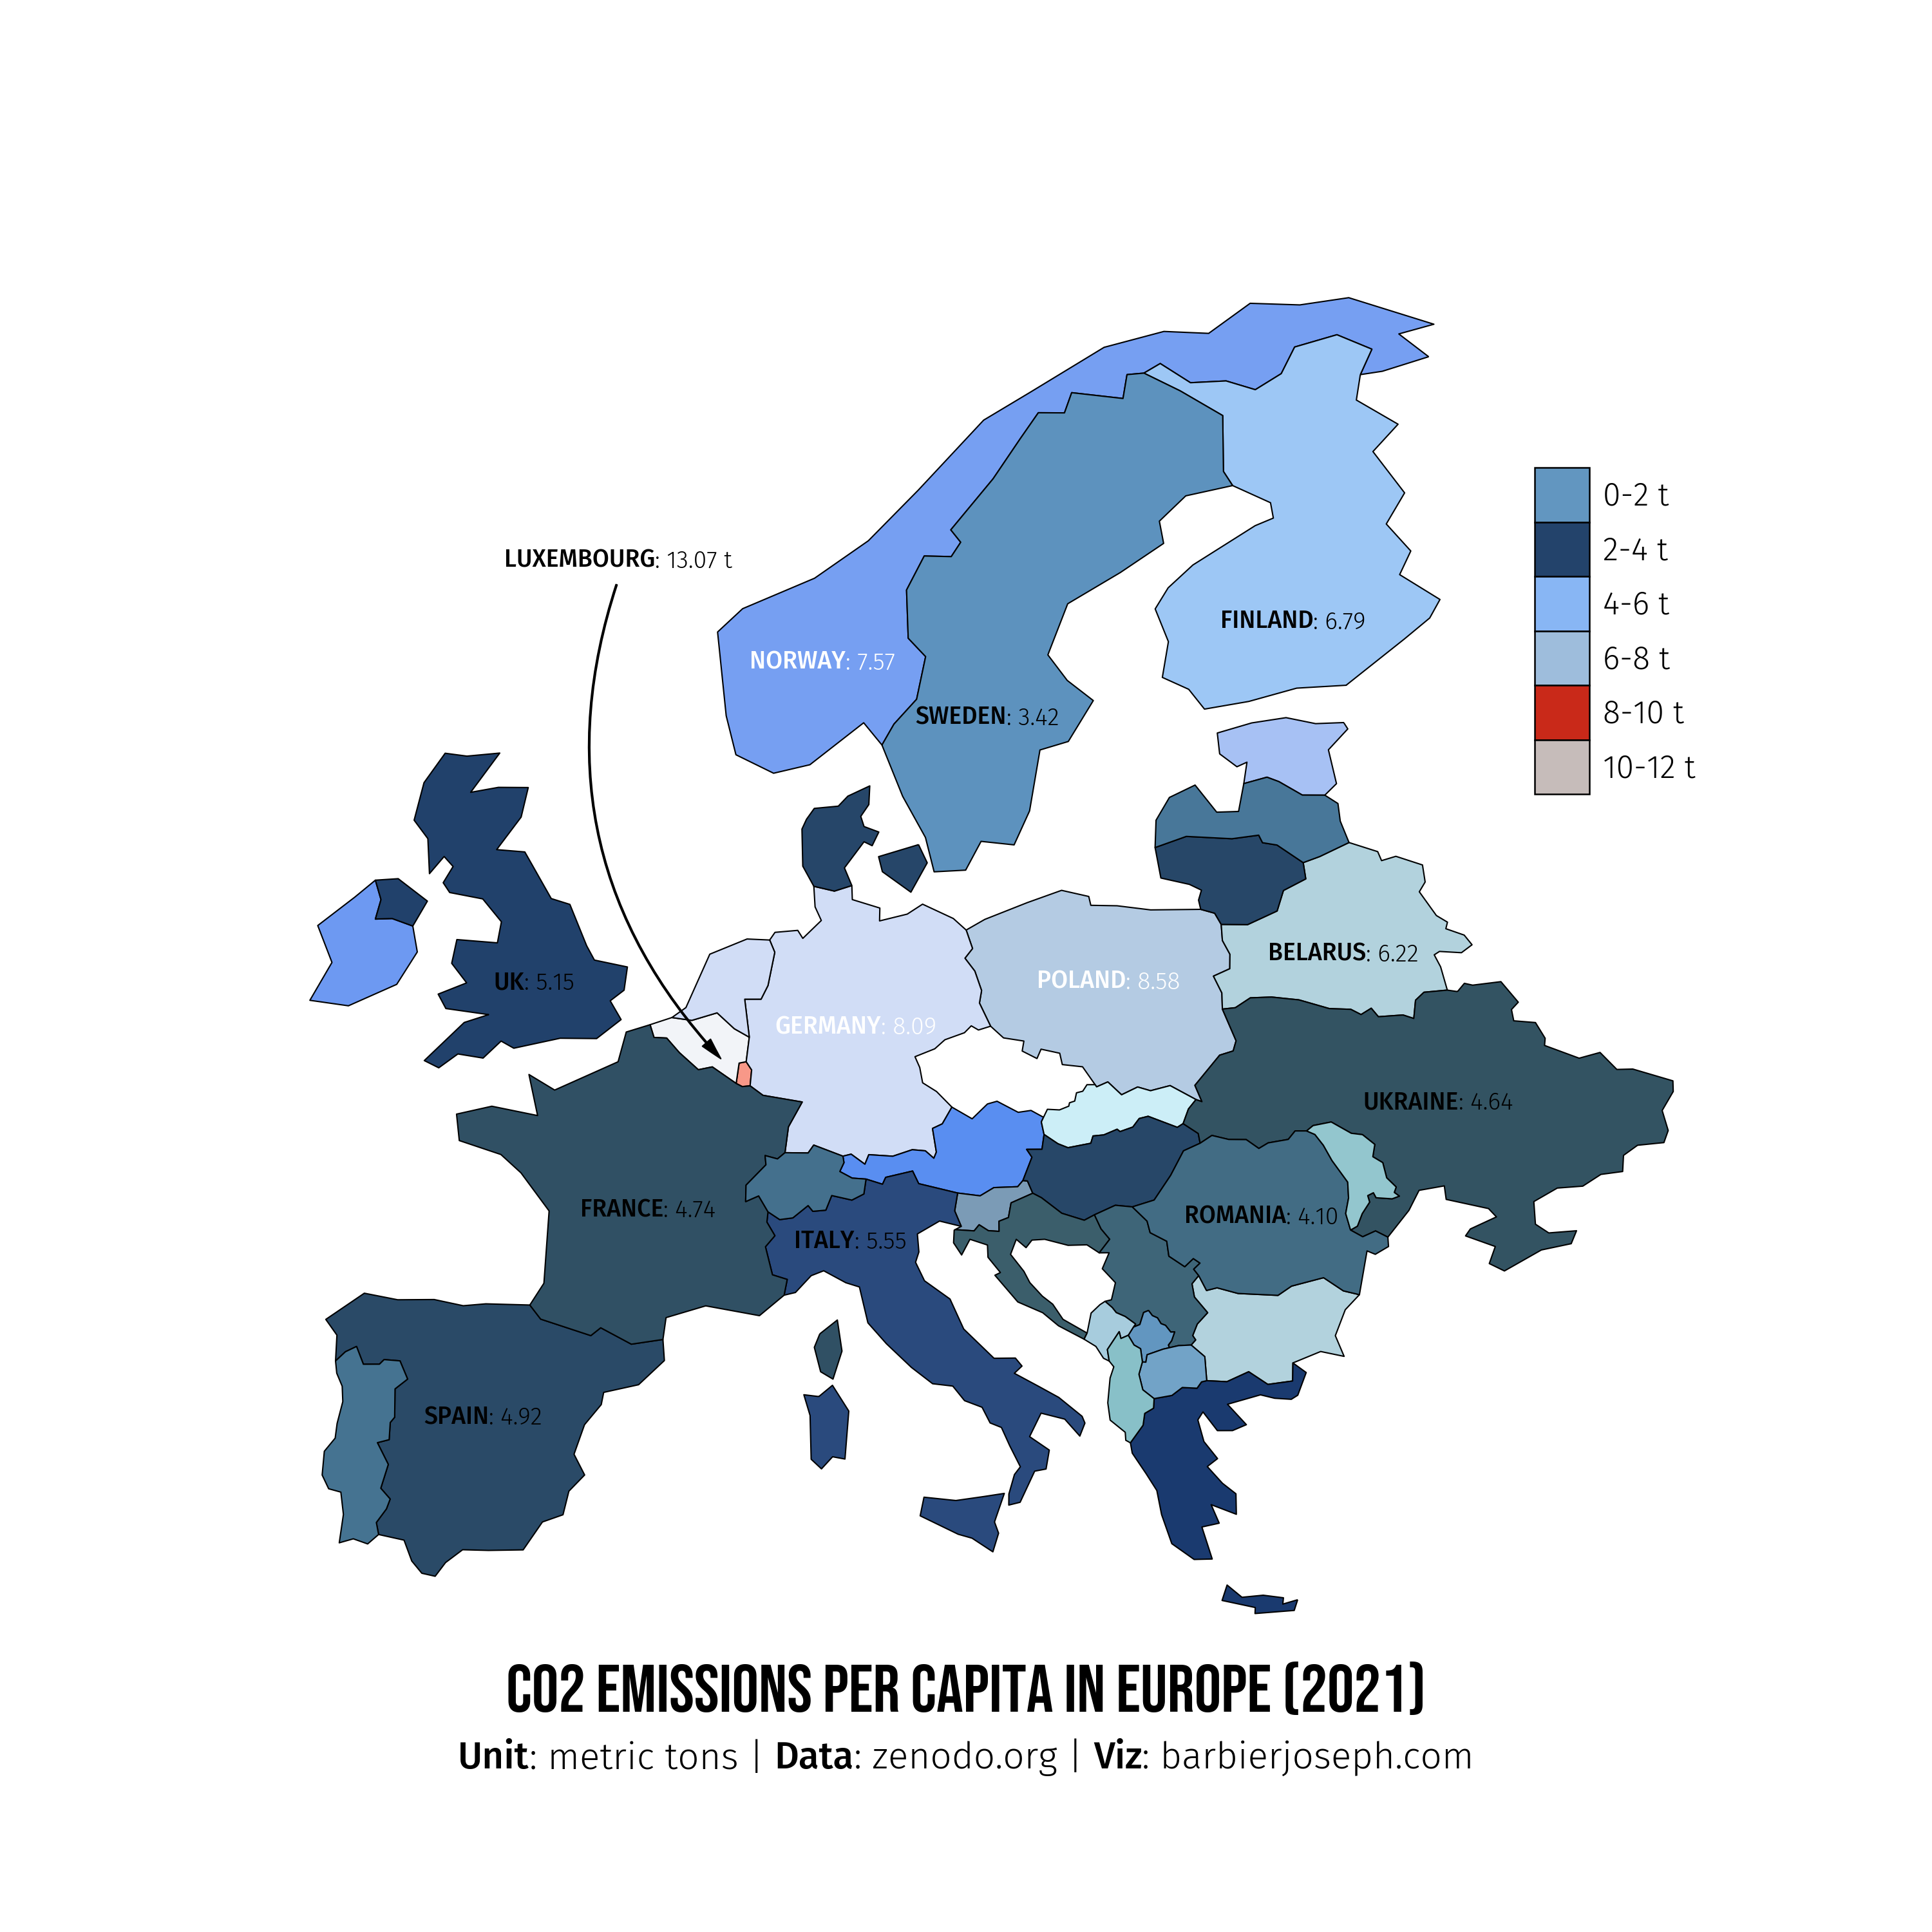 LUXEMBOURG: 13.07 t
NORWAY: 7.57
SWEDEN: 3.42
FINLAND: 6.79
0-2 t
2-4 t
4-6 t
6-8 t
8-10 t
10-12 t
UK: 5.15
GERMANY: 8.09
POLAND: 8.58
BELARUS: 6.22
UKRAINE: 4.64
FRANCE: 4.74
ITALY: 5.55
ROMANIA: 4.10
SPAIN: 4.92
CO2 EMISSIONS PER CAPITA IN EUROPE (2021)
Unit: metric tons | Data: zenodo.org | Viz: barbierjoseph.com